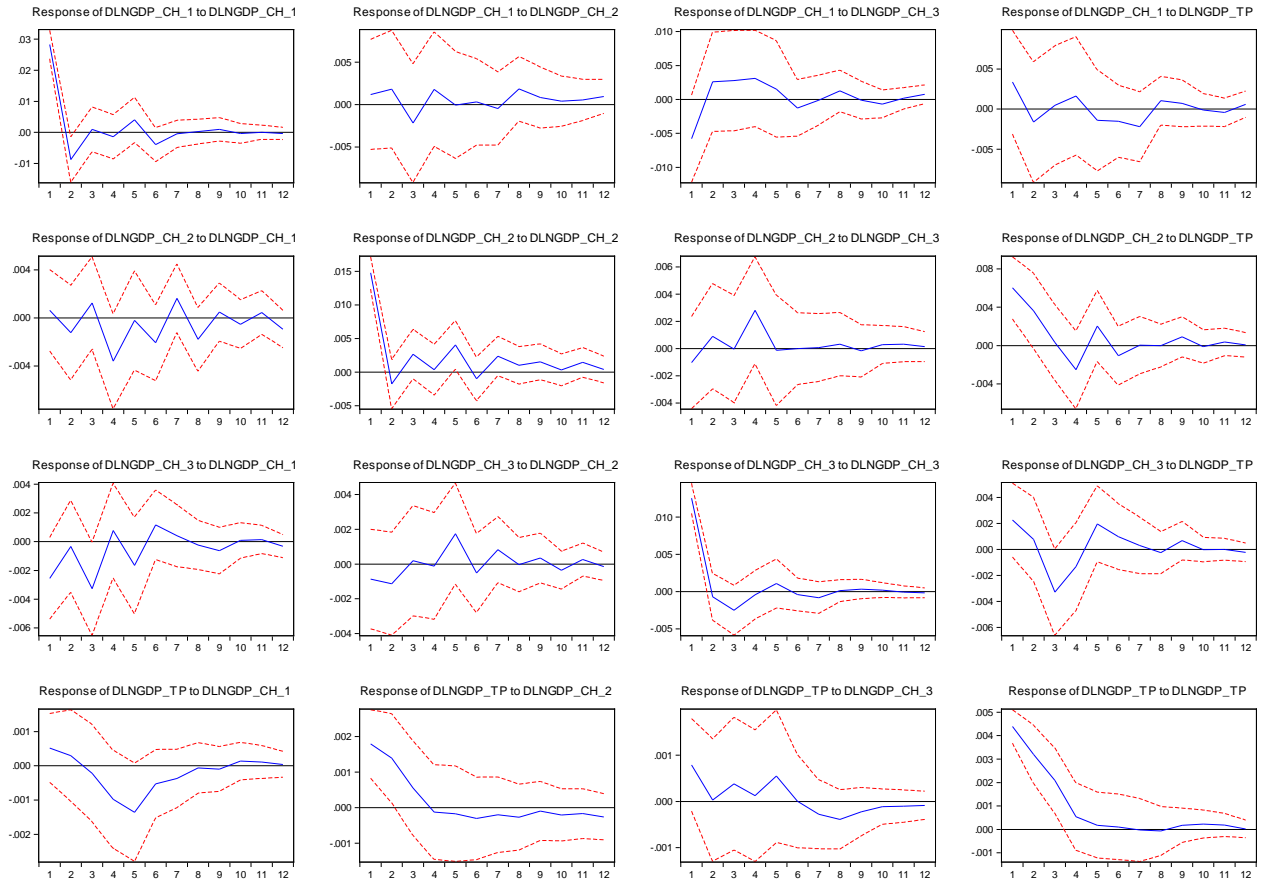 Response of DLNGDP_CH_1 to DLNGDP_CH_1
.03
.02
.01
.00
-.01
1 2 3 4 5 6 7 8 9 10 11 12
Response of DLNGDP_CH_1 to DLNGDP_CH_2
.005
.000
-.005
1 2 3 4 5 6 7 8 9 10 11 12
Response of DLNGDP_CH_1 to DLNGDP_CH_3
.010
.005
.000
-.005
-.010
1 2 3 4 5 6 7 8 9 10 11 12
Response of DLNGDP_CH_1 to DLNGDP_TP
.005
.000
-.005
1 2 3 4 5 6 7 8 9 10 11 12
Response of DLNGDP_CH_2 to DLNGDP_CH_1
.004
.000
-.004
1 2 3 4 5 6 7 8 9 10 11 12
Response of DLNGDP_CH_2 to DLNGDP_CH_2
.015
.010
.005
.000
-.005
1 2 3 4 5 6 7 8 9 10 11 12
Response of DLNGDP_CH_2 to DLNGDP_CH_3
.006
.004
.002
.000
-.002
-.004
1 2 3 4 5 6 7 8 9 10 11 12
Response of DLNGDP_CH_2 to DLNGDP_TP
.008
.004
.000
-.004
1 2 3 4 5 6 7 8 9 10 11 12
Response of DLNGDP_CH_3 to DLNGDP_CH_1
.004
.002
.000
-.002
-.004
-.006
1 2 3 4 5 6 7 8 9 10 11 12
Response of DLNGDP_CH_3 to DLNGDP_CH_2
.004
.002
.000
-.002
-.004
1 2 3 4 5 6 7 8 9 10 11 12
Response of DLNGDP_CH_3 to DLNGDP_CH_3
.010
.005
.000
-.005
1 2 3 4 5 6 7 8 9 10 11 12
Response of DLNGDP_CH_3 to DLNGDP_TP
.004
.002
.000
-.002
-.004
-.006
1 2 3 4 5 6 7 8 9 10 11 12
Response of DLNGDP_TP to DLNGDP_CH_1
.001
.000
-.001
-.002
1 2 3 4 5 6 7 8 9 10 11 12
Response of DLNGDP_TP to DLNGDP_CH_2
.002
.001
.000
-.001
1 2 3 4 5 6 7 8 9 10 11 12
Response of DLNGDP_TP to DLNGDP_CH_3
.001
.000
-.001
1 2 3 4 5 6 7 8 9 10 11 12
Response of DLNGDP_TP to DLNGDP_TP
.005
.004
.003
.002
.001
.000
-.001
1 2 3 4 5 6 7 8 9 10 11 12